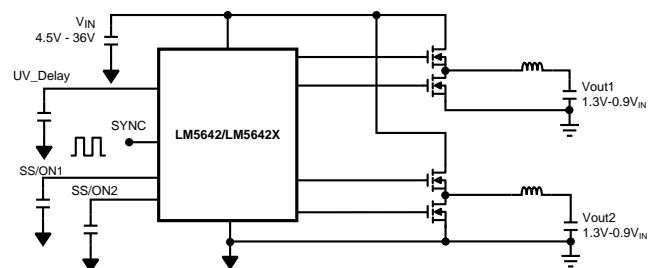 VIN
4.5V - 36V
UV_Delay
SYNC
LM5642/LM5642X
SS/ON1
SS/ON2
Vout1
1.3V-0.9VIN
Vout2
1.3V-0.9VIN